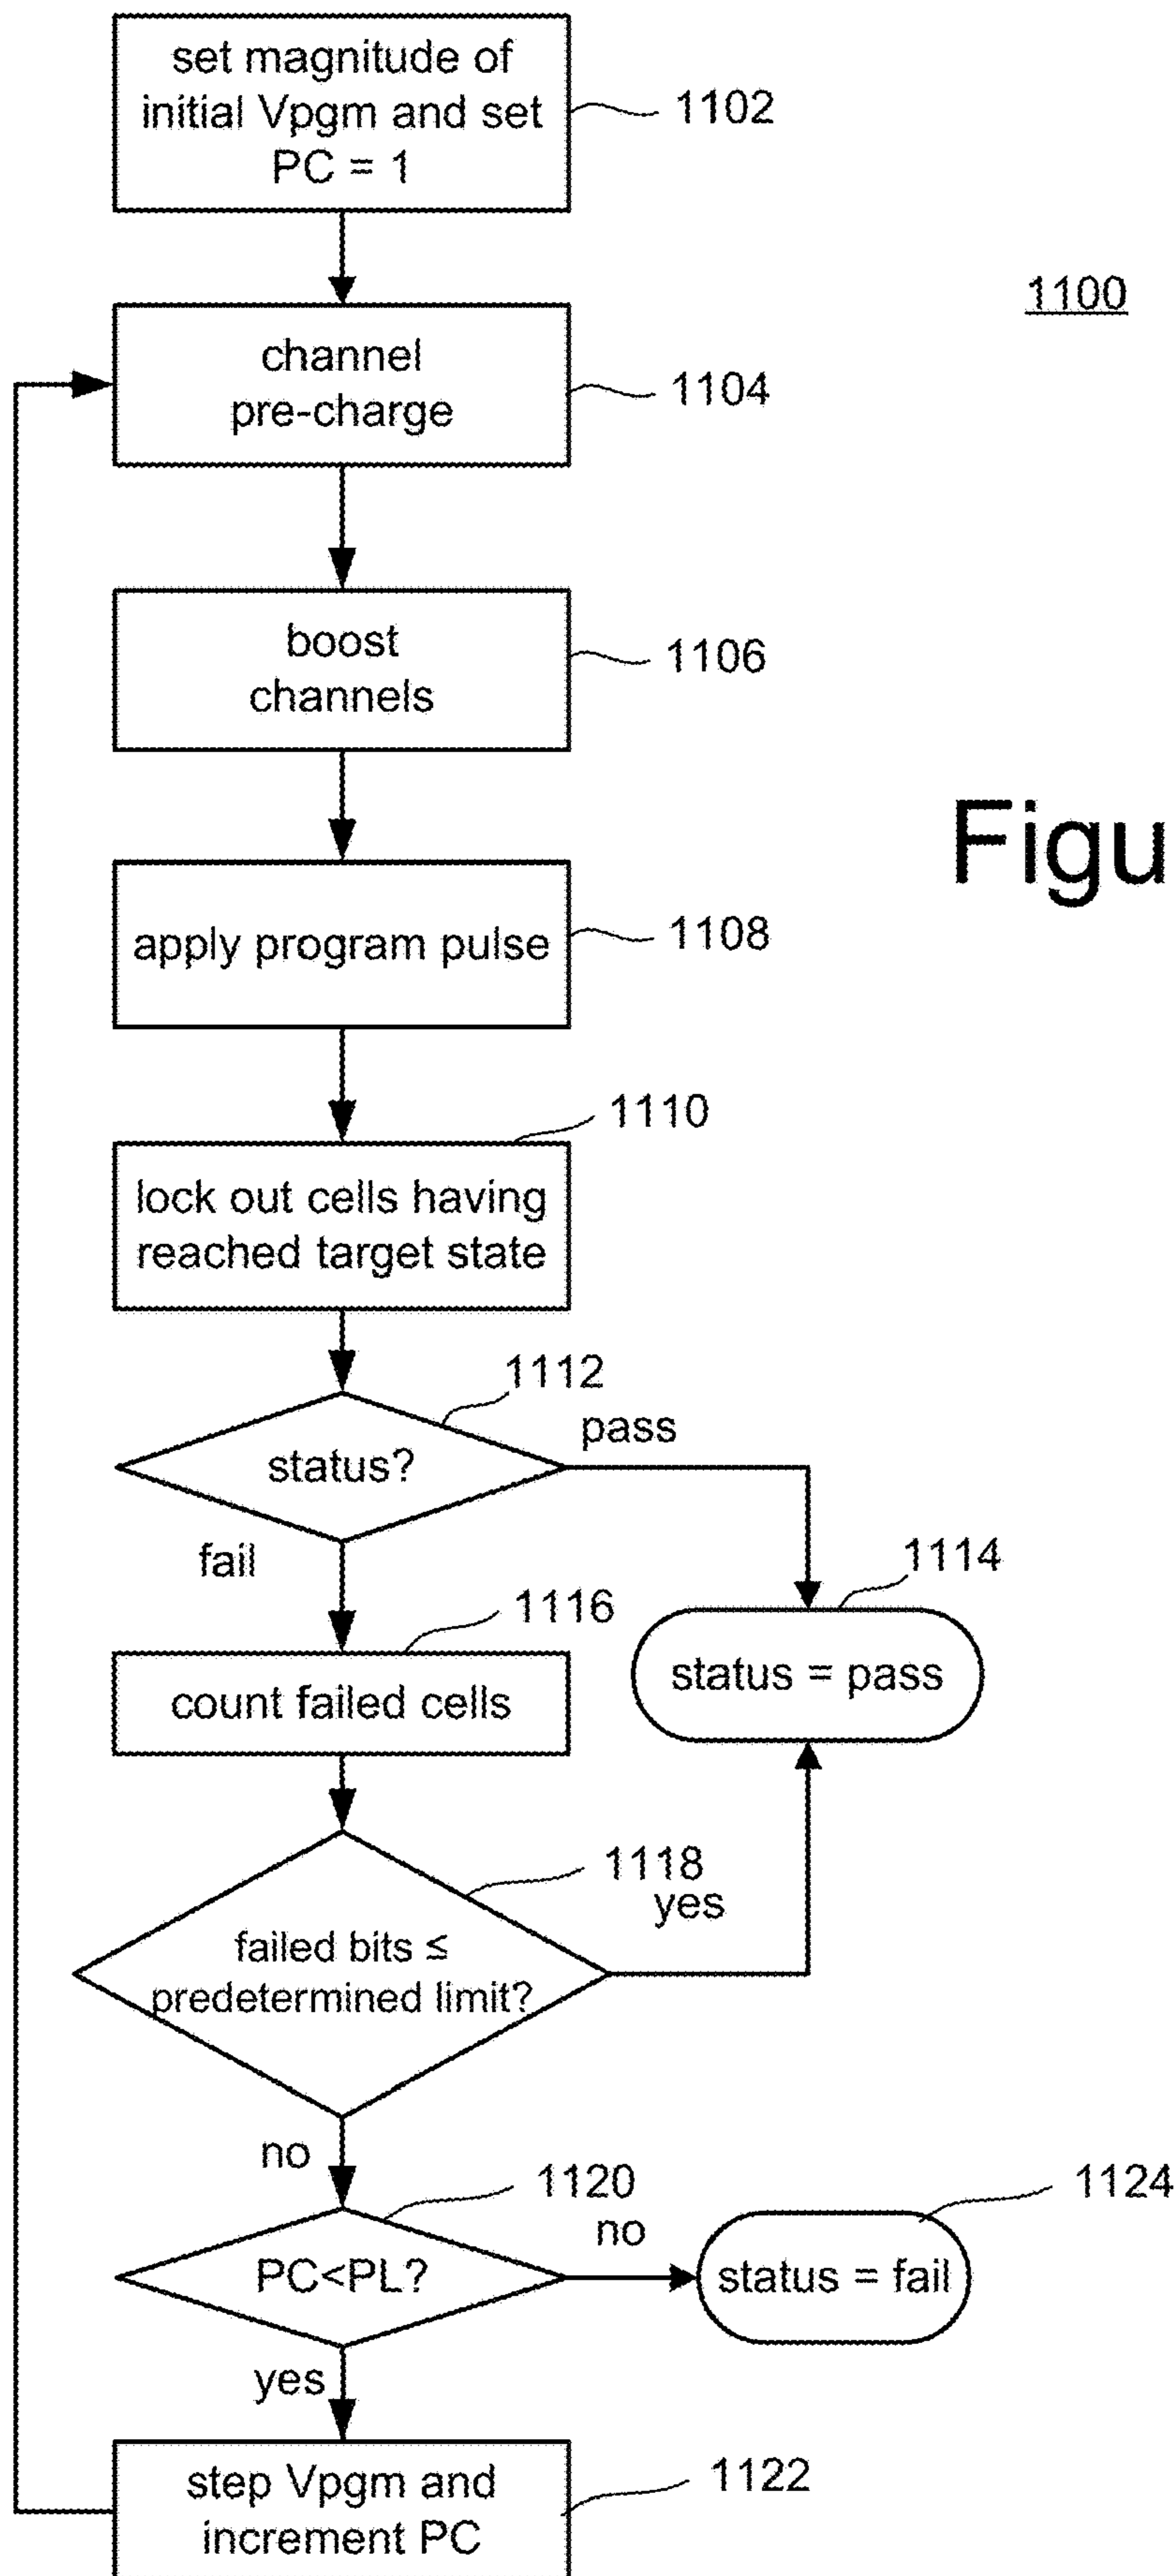 set magnitude of
initial Vpgm and set
PC = 1
1102
1100
channel
pre-charge
1104
boost
channels
1106
Figu
apply program pulse
1108
1110
lock out cells having
reached target state
1112
pass
status?
fail
1114
1116
status = pass
count failed cells
1118
yes
failed bits ≤
predetermined limit?
no
1120
1124
no
PC<PL?
status = fail
yes
step Vpgm and
increment PC
1122